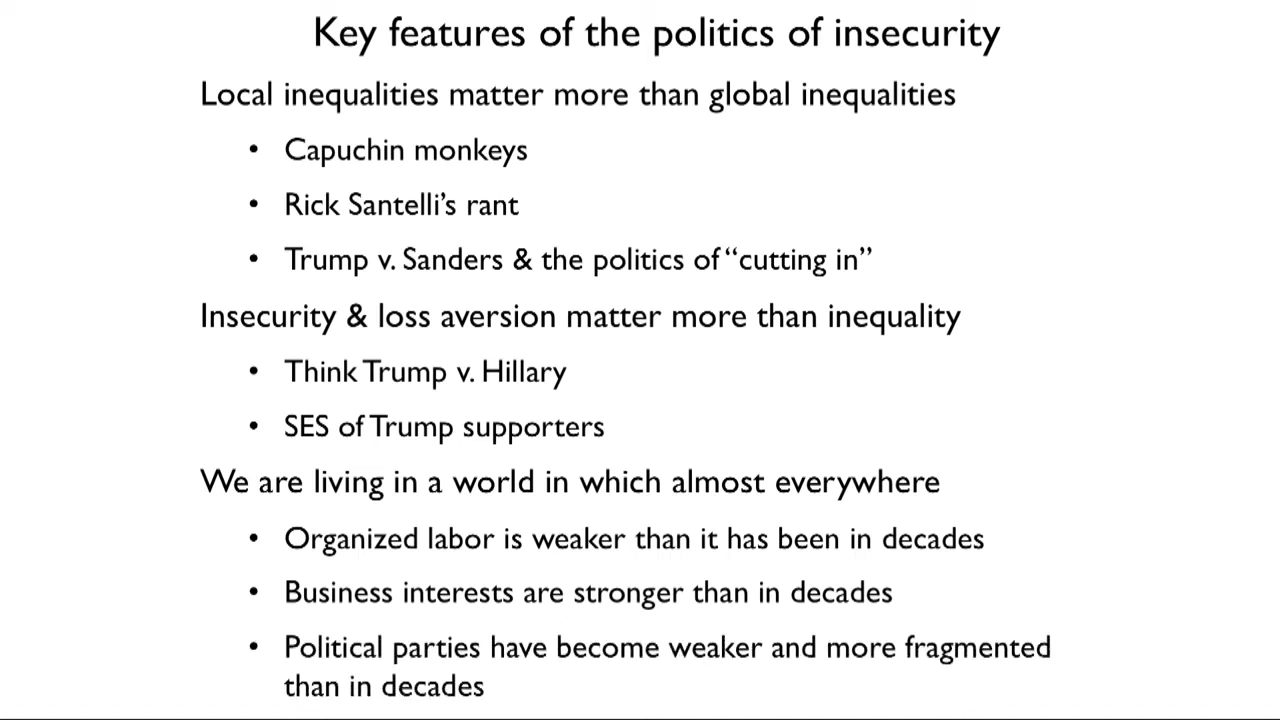 Key features of the politics of insecurity
Local inequalities matter more than global inequalities
• Capuchin monkeys
• Rick Santelli’s rant
• Trump v. Sanders & the politics of “cutting in”
Insecurity & loss aversion matter more than inequality
• Think Trump v. Hillary
• SES of Trump supporters
We are living in a world in which almost everywhere
• Organized labor is weaker than it has been in decades
• Business interests are stronger than in decades
• Political parties have become weaker and more fragmented
than in decades